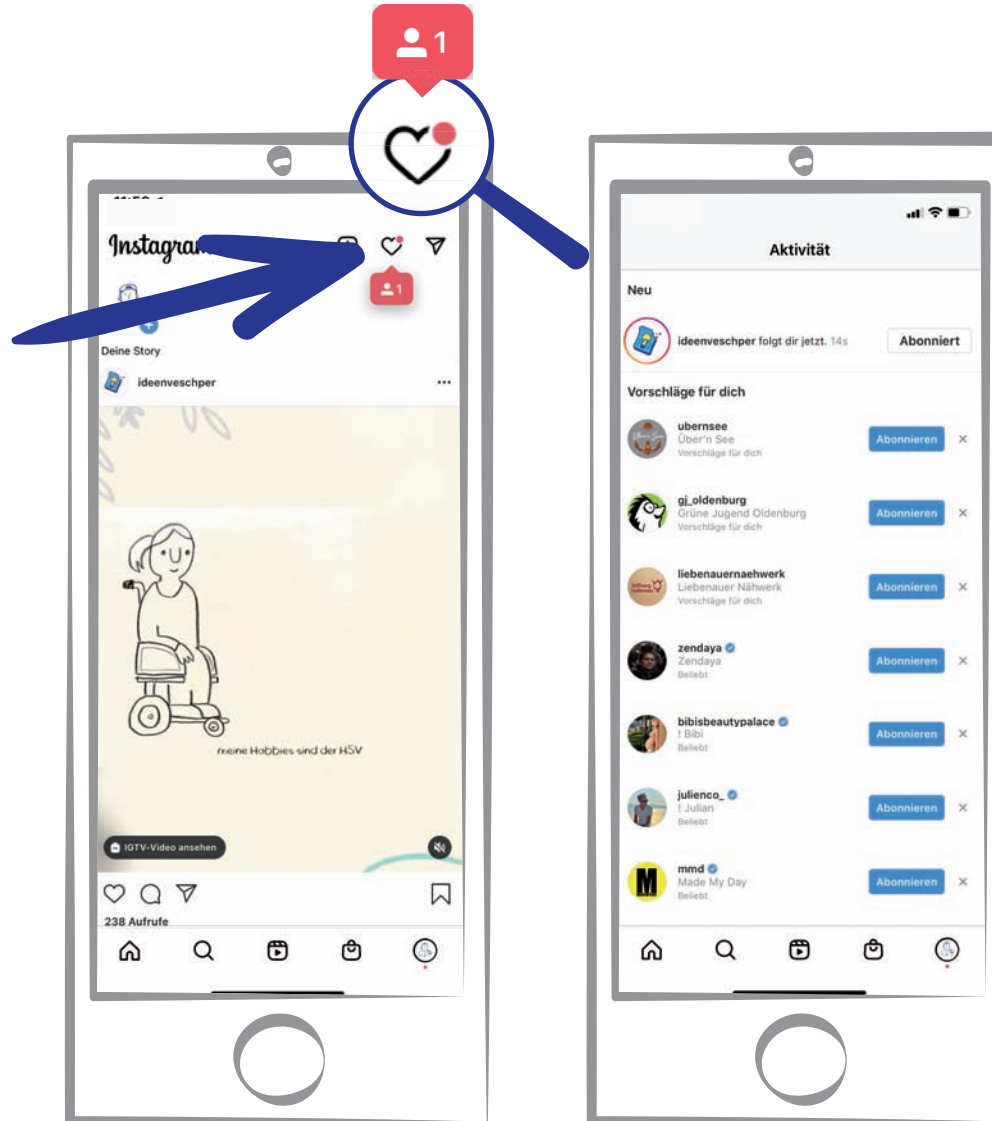 1
Instagram
1
Deine Story
ideenveschper
meine Hobbies sind der HSV
IGTV-Video ansehen
238 Aufrufe
Aktivität
Neu
ideenveschper folgt dir jetzt. 14s
Abonniert
Vorschläge für dich
ubernsee
Über'n See
Vorschläge für dich
Abonnieren
gj_oldenburg
Grüne Jugend Oldenburg
Vorschläge für dich
Abonnieren
liebenauernaehwerk
Liebenauer Nähwerk
Vorschläge für dich
Abonnieren
zendaya
Zendaya
Beliebt
Abonnieren
bibisbeautypalace
! Bibi
Beliebt
Abonnieren
julienco_
! Julian
Beliebt
Abonnieren
M
mmd
Made My Day
Beliebt
Abonnieren